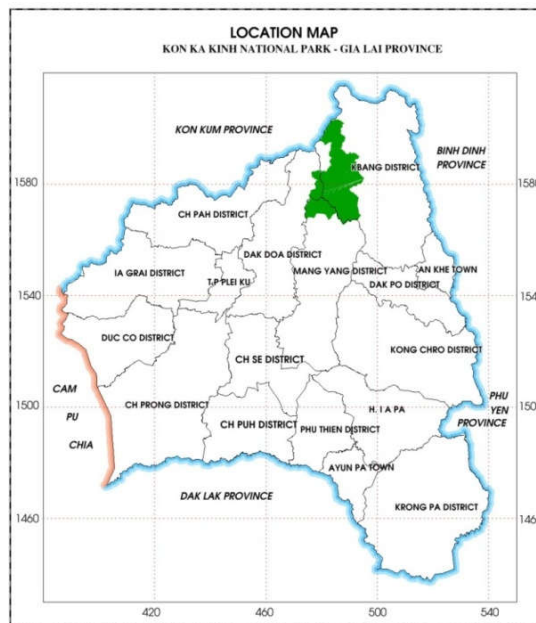 LOCATION MAP
KON KA KINH NATIONAL PARK - GIA LAI PROVINCE
KON KUM PROVINCE
BINH DINH
PROVINCE
KBANG DISTRICT
1580
1580
CH PAH DISTRICT
DAK DOA DISTRICT
IA GRAI DISTRICT
T.P PLEI KU
MANG YANG DISTRICT
AN KHE TOWN
DAK PO DISTRICT
1540
154
DUC CO DISTRICT
KONG CHRO DISTRICT
CH SE DISTRICT
CAM
PU
CHIA
CH PRONG DISTRICT
H. I A PA
PHU
YEN
PROVINCE
1500
150
CH PUH DISTRICT
PHU THIEN DISTRICT
AYUN PA TOWN
DAK LAK PROVINCE
KRONG PA DISTRICT
1460
146
420
460
500
540